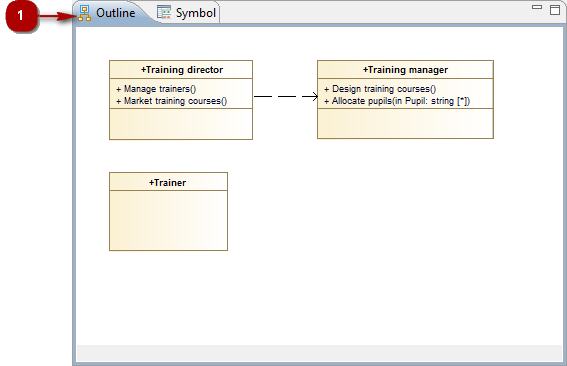 1
Outline
Symbol
+Training director
+ Manage trainers()
+ Market training courses()
+Training manager
+ Design training courses()
+ Allocate pupils(in Pupil: string [*])
+Trainer